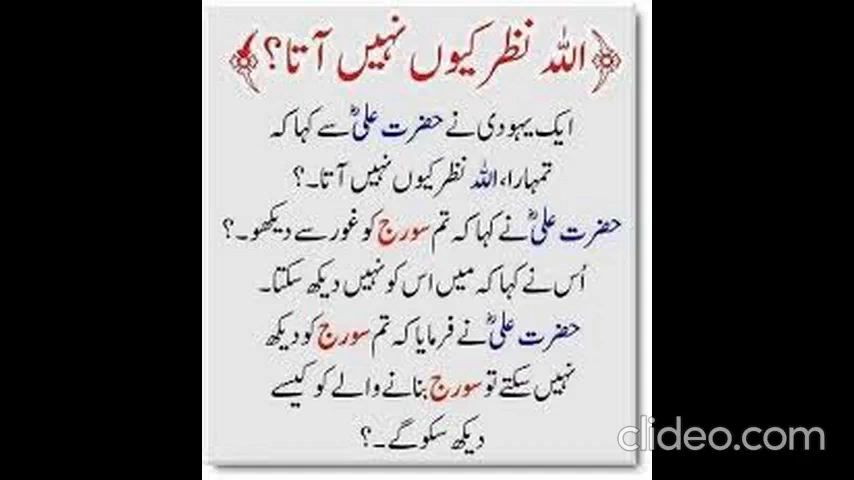 اللہ نظر کیوں نہیں آتا؟
ایک یہودی نے حضرت علیؓ سے کہا کہ
تمہارا، اللہ نظر کیوں نہیں آتا۔؟
حضرت علیؓ نے کہا کہ تم سورج کو غور سے دیکھو۔؟
اُس نے کہا کہ میں اس کو نہیں دیکھ سکتا۔
حضرت علیؓ نے فرمایا کہ تم سورج کو دیکھ
نہیں سکتے تو سورج بنانے والے کو کیسے
دیکھ سکو گے۔؟
clideo.com